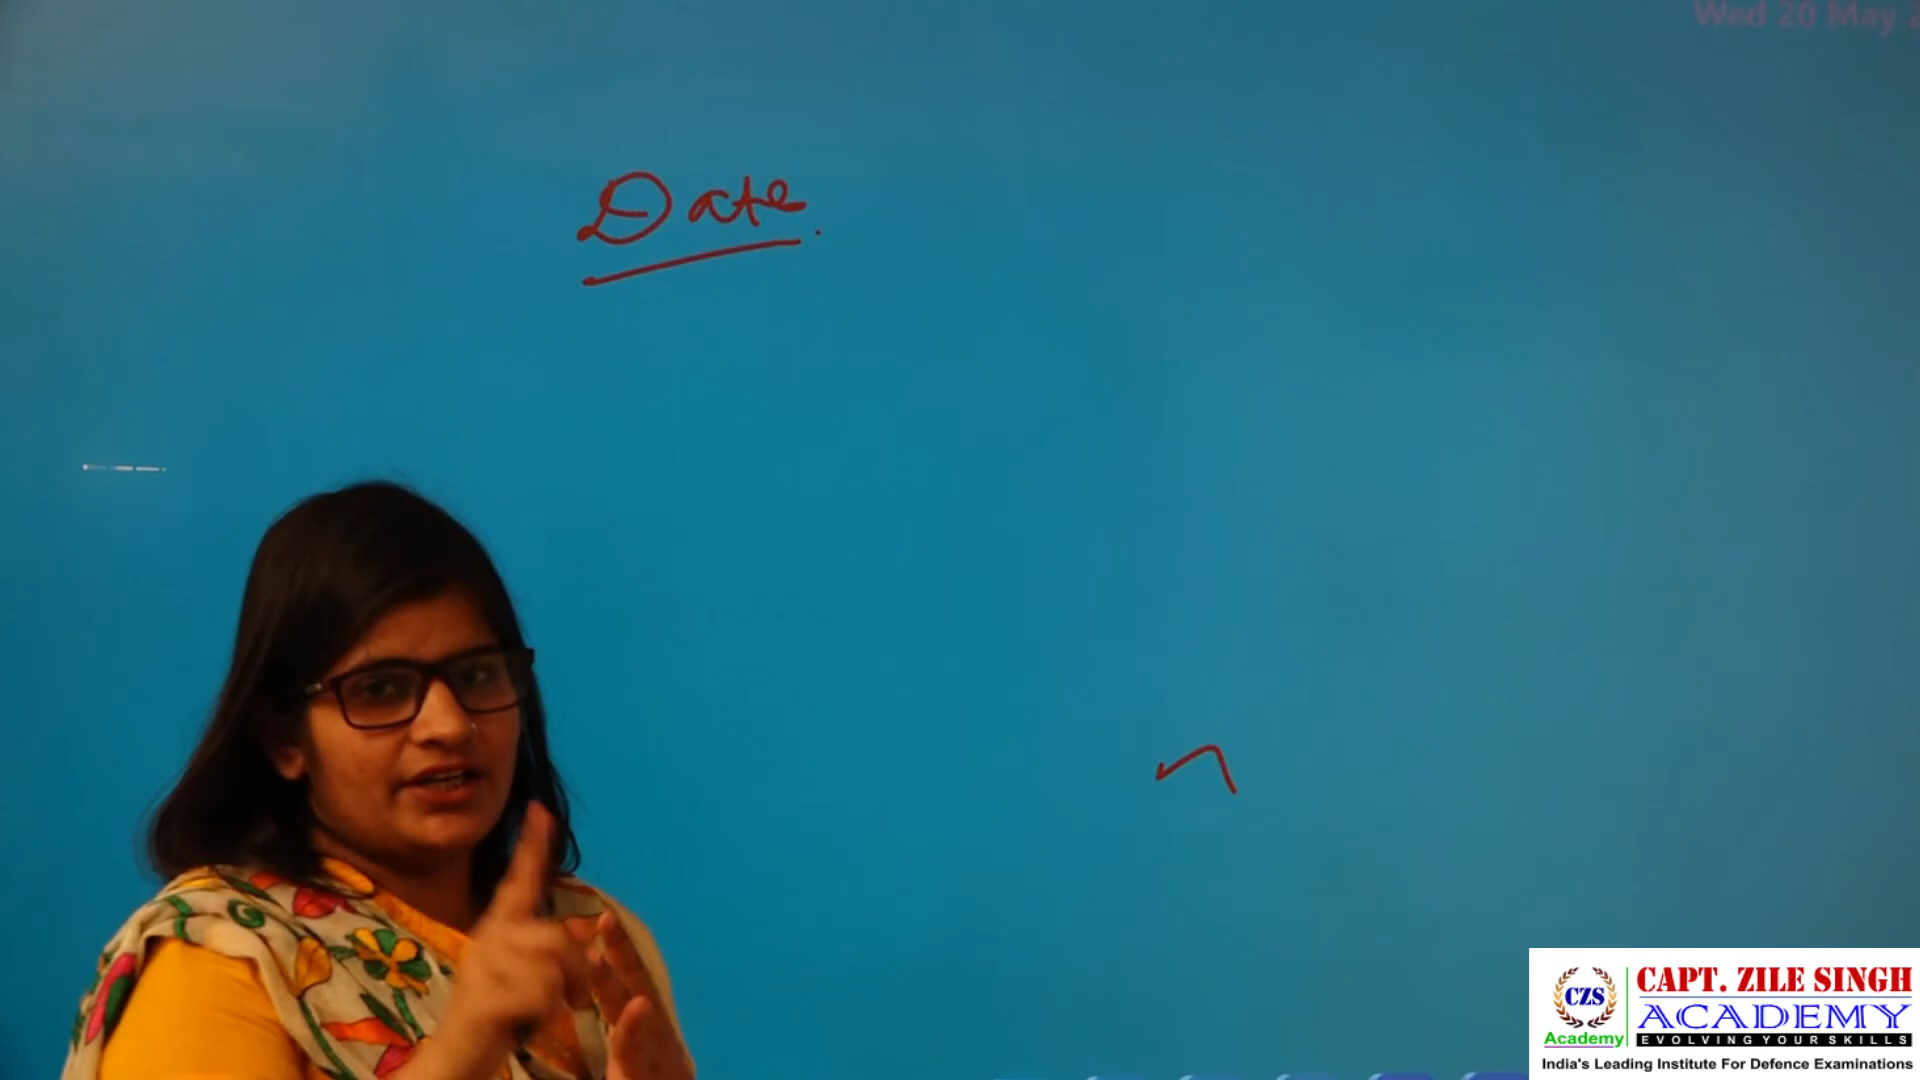 Wed 20 May 2
Date
CZS
Academy
CAPT. ZILE SINGH
ACADEMY
EVOLVING YOUR SKILLS
India's Leading Institute For Defence Examinations